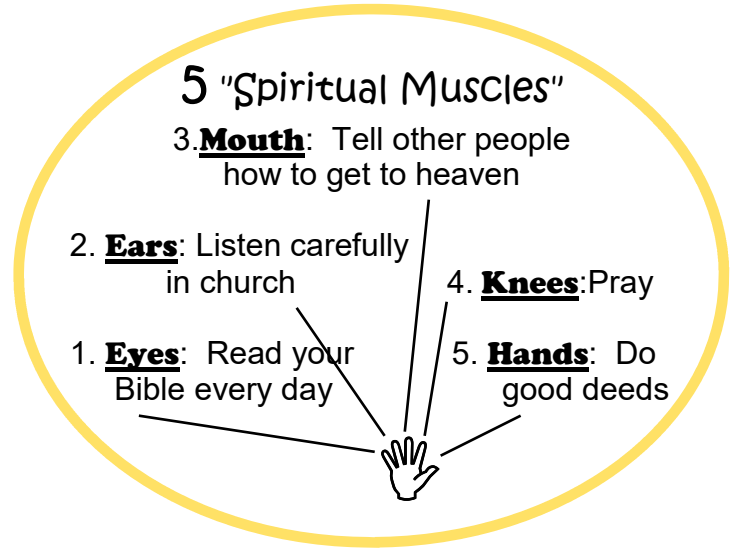 5 "Spiritual Muscles"
3.Mouth: Tell other people
how to get to heaven
2. Ears: Listen carefully
in church
4. Knees:Pray
1. Eyes: Read your
Bible every day
5. Hands: Do
good deeds